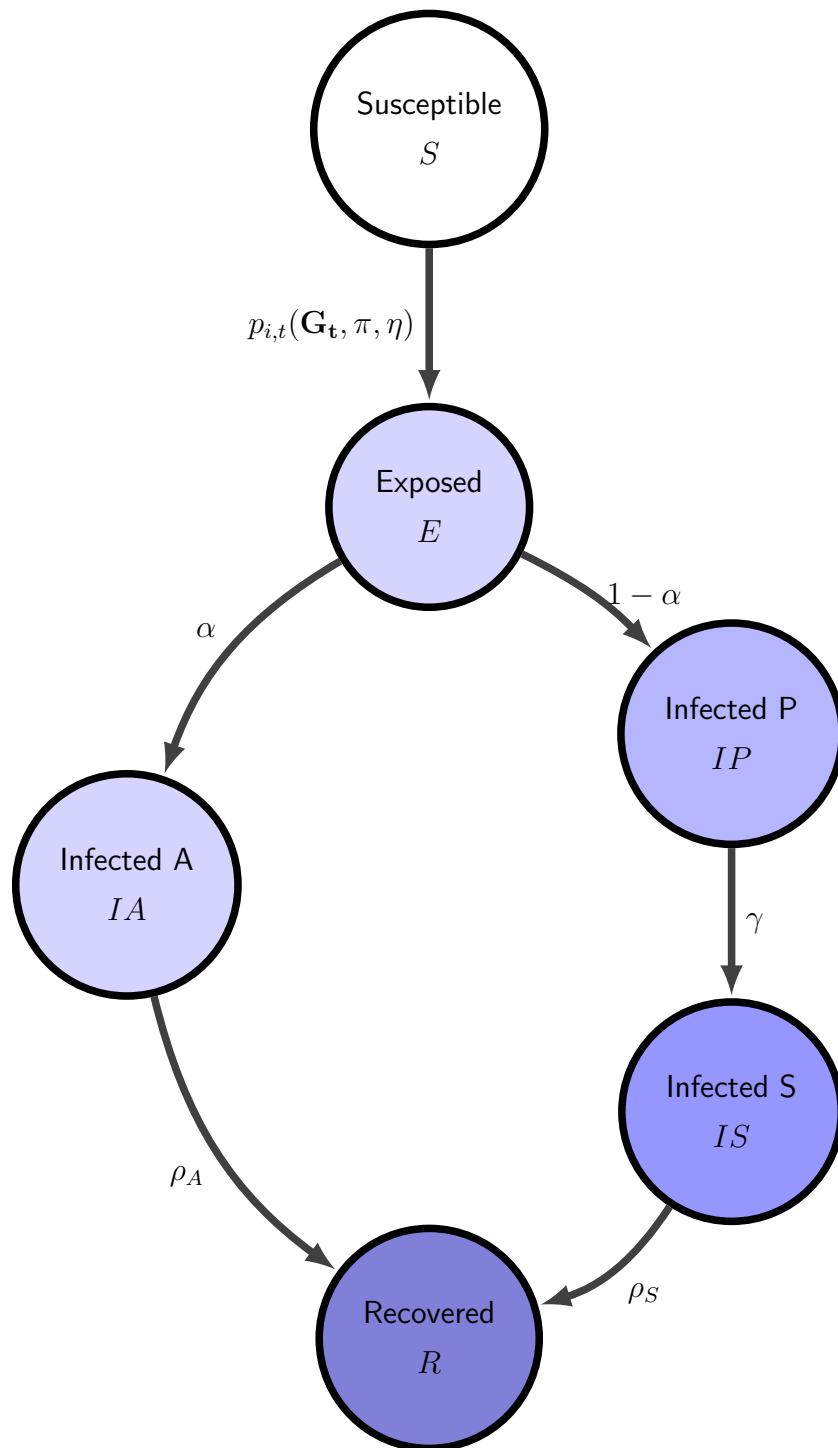 Susceptible
S
p_{i,t}(G_t, π, η)
Exposed
E
α
1 − α
Infected P
IP
Infected A
IA
γ
Infected S
IS
ρ_A
ρ_S
Recovered
R